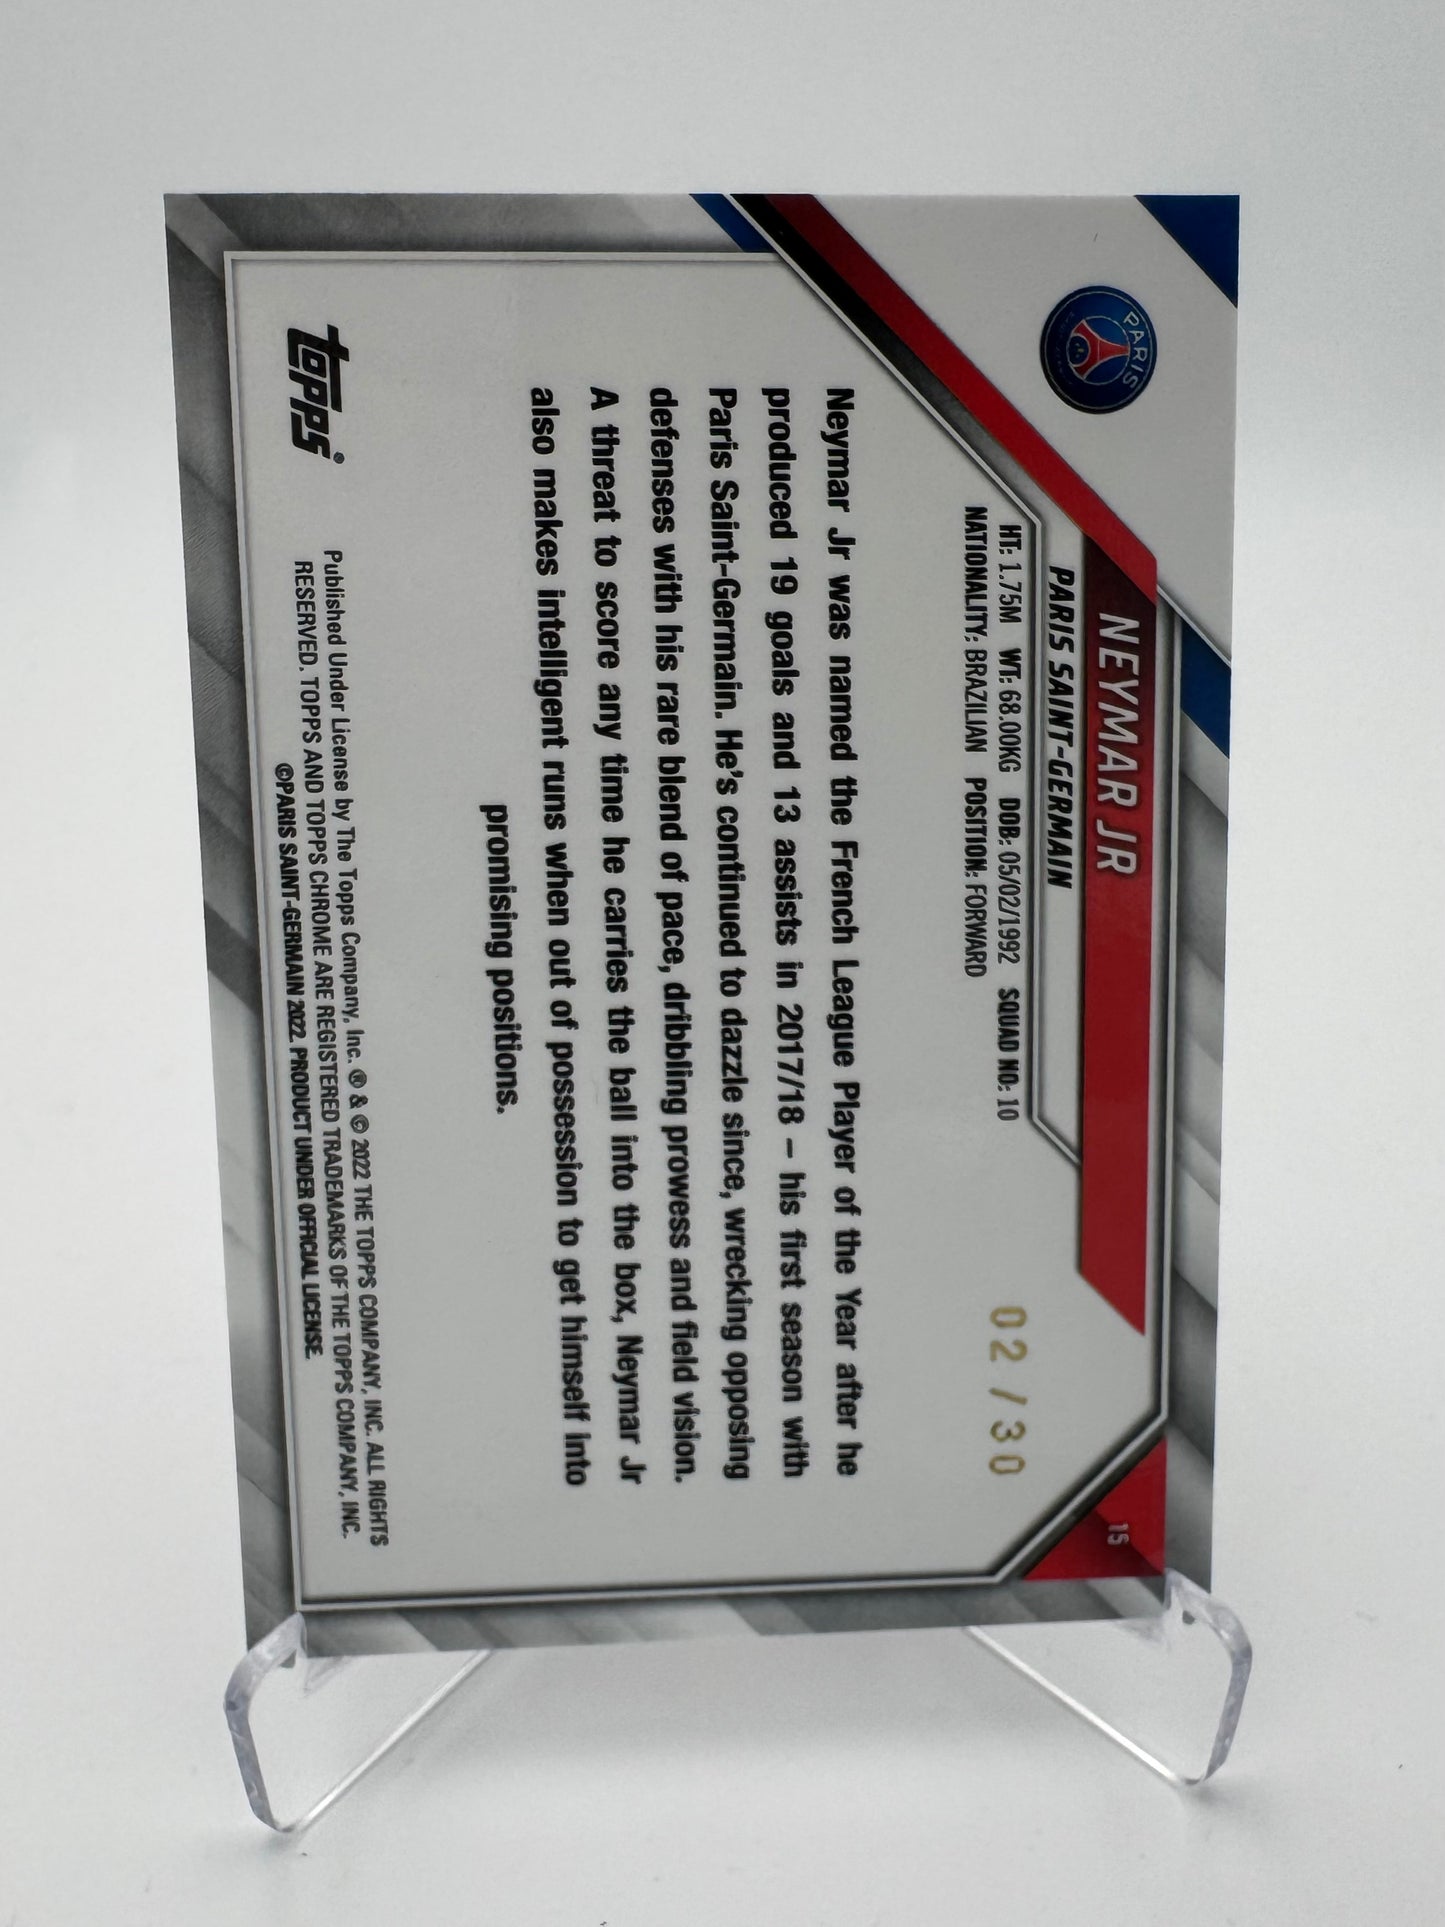 PARIS
NEYMAR JR
15
PARIS SAINT-GERMAIN
HT: 1.75M WT: 68.00KG DOB: 05/02/1992 SQUAD NO: 10
NATIONALITY: BRAZILIAN POSITION: FORWARD
02/30
Neymar Jr was named the French League Player of the Year after he
produced 19 goals and 13 assists in 2017/18 – his first season with
Paris Saint-Germain. He's continued to dazzle since, wrecking opposing
defenses with his rare blend of pace, dribbling prowess and field vision.
A threat to score any time he carries the ball into the box, Neymar Jr
also makes intelligent runs when out of possession to get himself into
promising positions.
topps®
Published Under License by The Topps Company, Inc. ® & © 2022 THE TOPPS COMPANY, INC. ALL RIGHTS
RESERVED. TOPPS AND TOPPS CHROME ARE REGISTERED TRADEMARKS OF THE TOPPS COMPANY, INC.
©PARIS SAINT-GERMAIN 2022. PRODUCT UNDER OFFICIAL LICENSE.